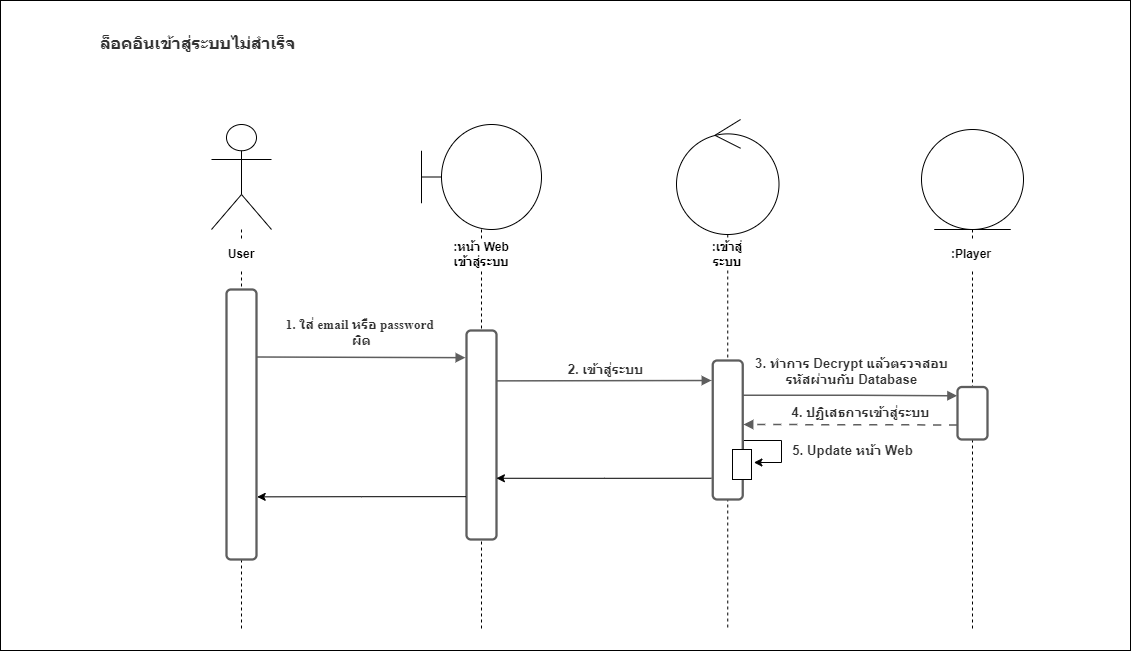 ล็อคอินเข้าสู่ระบบไม่สำเร็จ
User
:หน้า Web
เข้าสู่ระบบ
:เข้าสู่
ระบบ
:Player
1. ใส่ email หรือ password
ผิด
2. เข้าสู่ระบบ
3. ทำการ Decrypt แล้วตรวจสอบ
รหัสผ่านกับ Database
4. ปฏิเสธการเข้าสู่ระบบ
5. Update หน้า Web